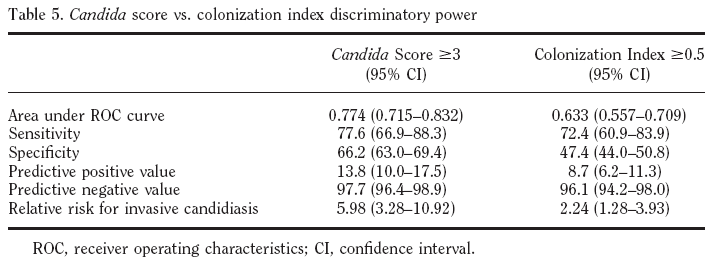 Table 5. Candida score vs. colonization index discriminatory power
Candida Score ≥3 Colonization Index ≥0.5
(95% CI) (95% CI)
Area under ROC curve 0.774 (0.715–0.832) 0.633 (0.557–0.709)
Sensitivity 77.6 (66.9–88.3) 72.4 (60.9–83.9)
Specificity 66.2 (63.0–69.4) 47.4 (44.0–50.8)
Predictive positive value 13.8 (10.0–17.5) 8.7 (6.2–11.3)
Predictive negative value 97.7 (96.4–98.9) 96.1 (94.2–98.0)
Relative risk for invasive candidiasis 5.98 (3.28–10.92) 2.24 (1.28–3.93)
ROC, receiver operating characteristics; CI, confidence interval.